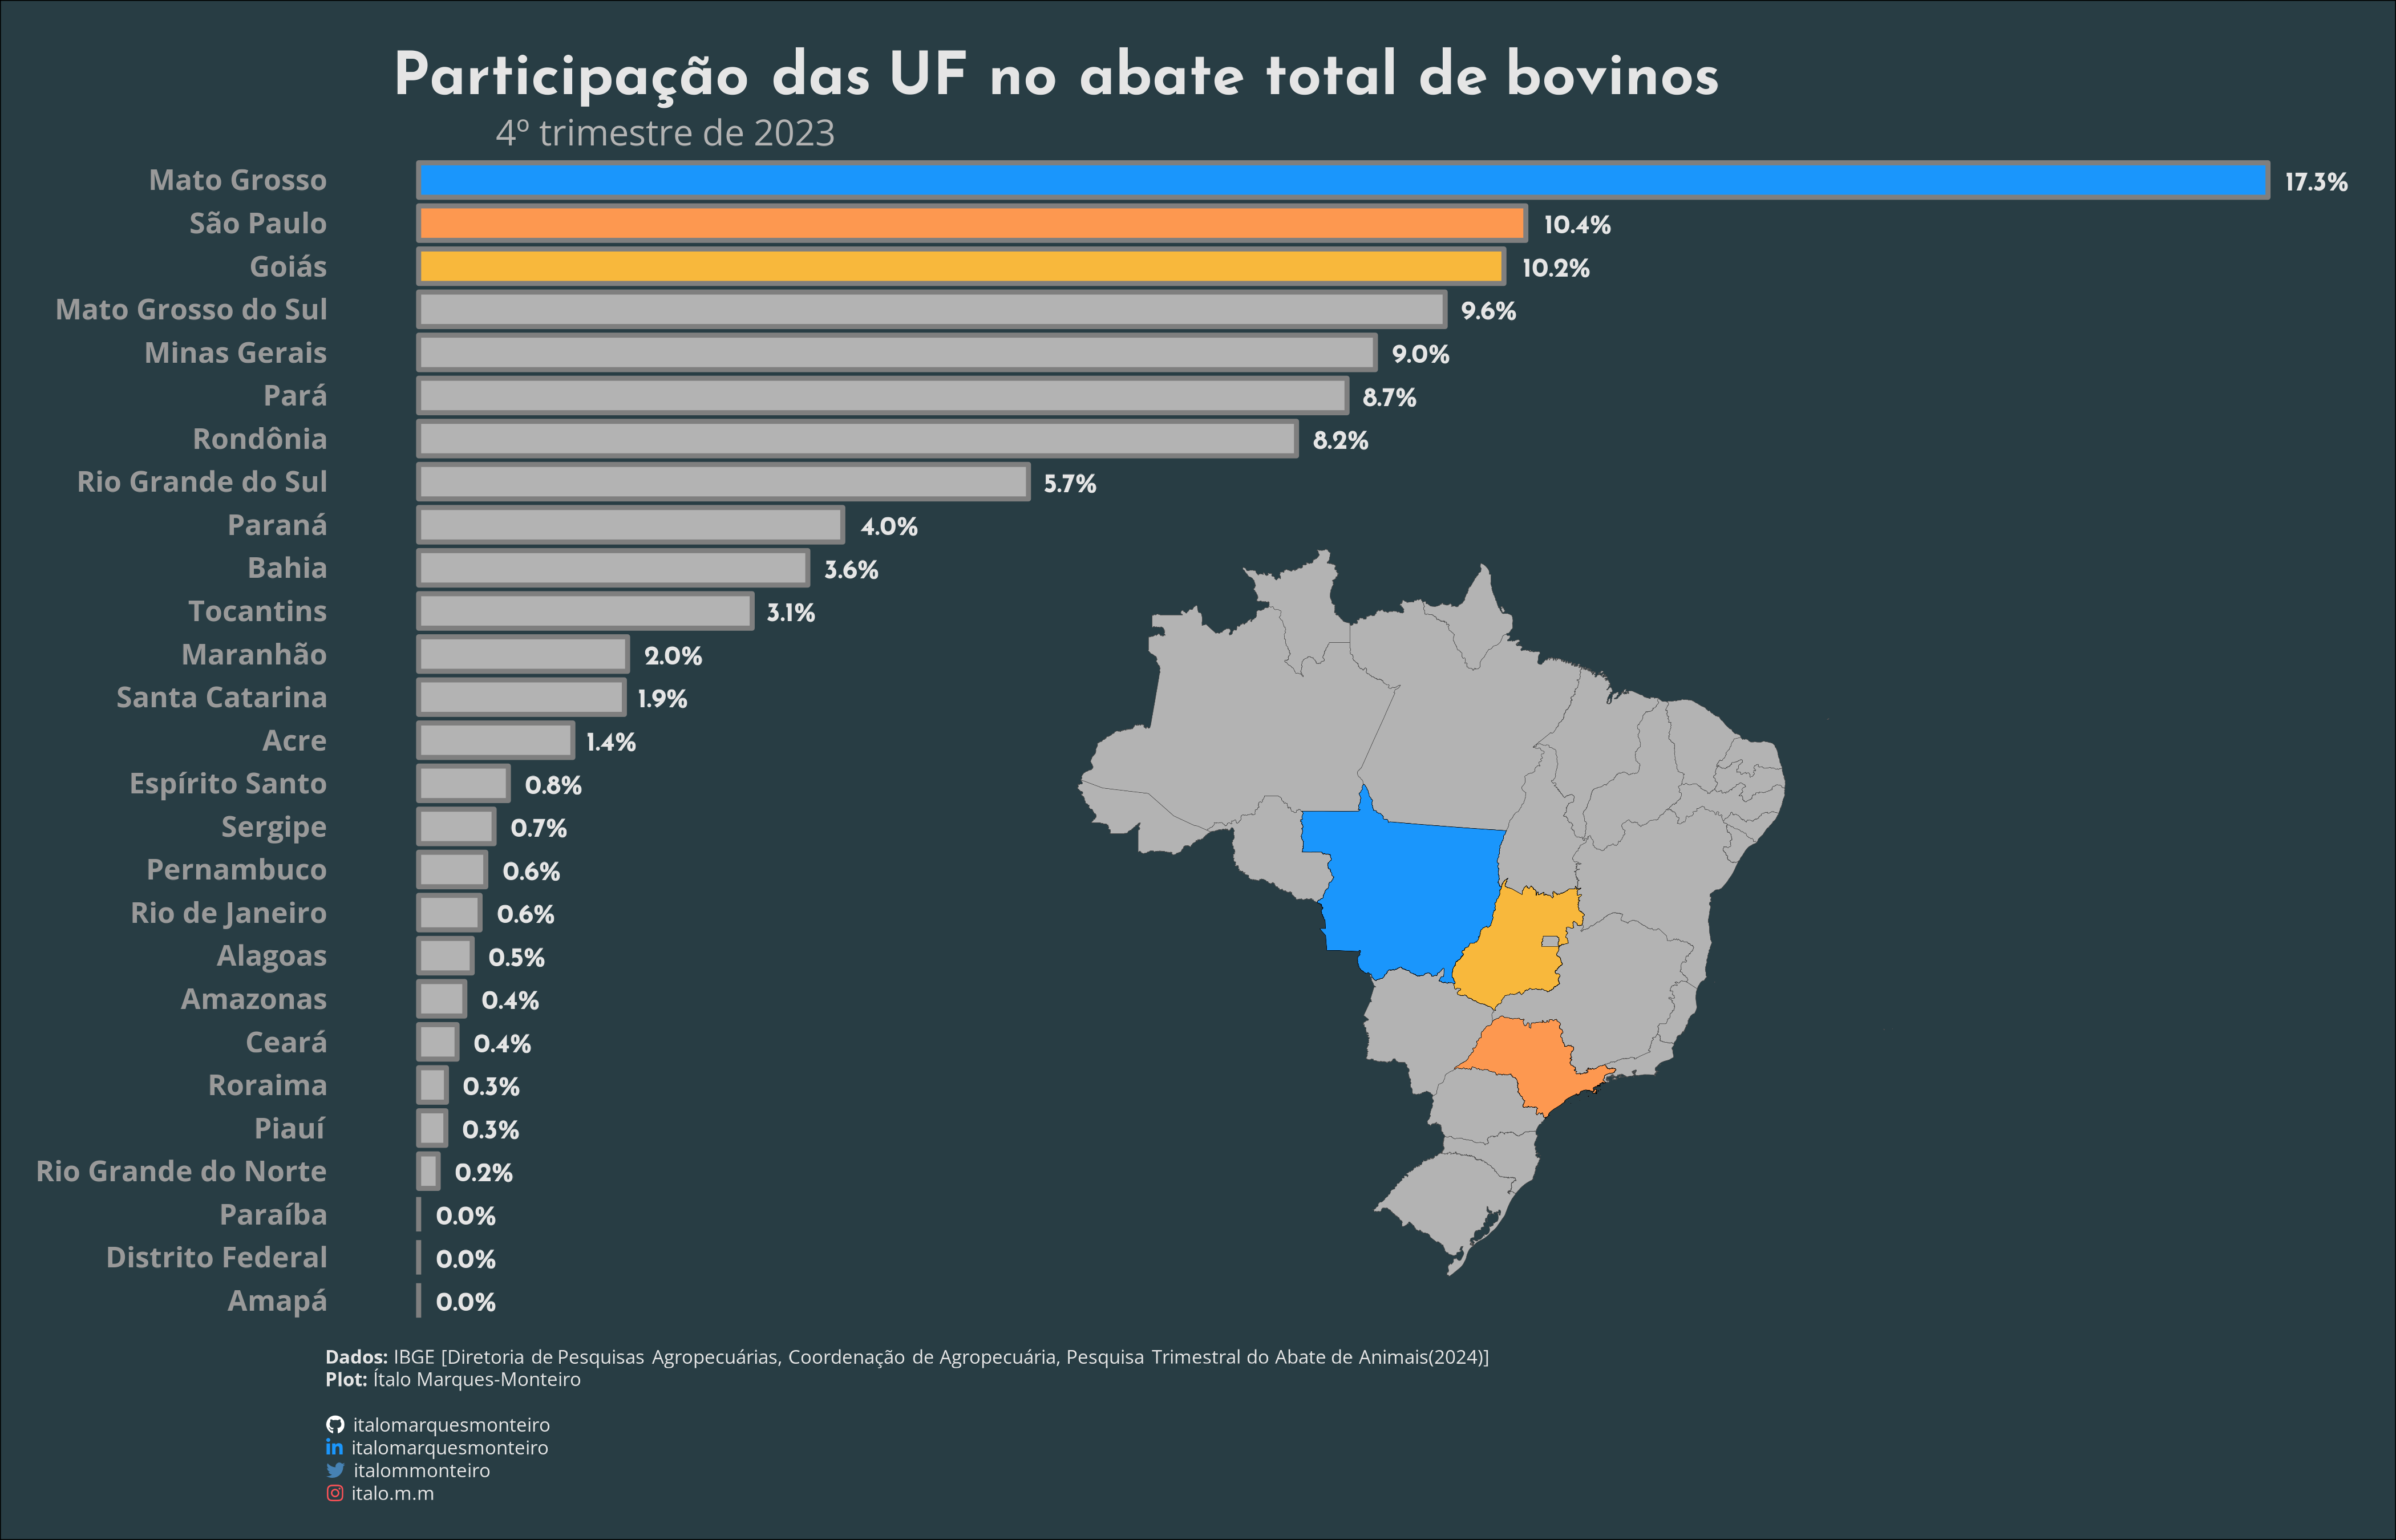 Participação das UF no abate total de bovinos
4º trimestre de 2023
Mato Grosso 17.3%
São Paulo 10.4%
Goiás 10.2%
Mato Grosso do Sul 9.6%
Minas Gerais 9.0%
Pará 8.7%
Rondônia 8.2%
Rio Grande do Sul 5.7%
Paraná 4.0%
Bahia 3.6%
Tocantins 3.1%
Maranhão 2.0%
Santa Catarina 1.9%
Acre 1.4%
Espírito Santo 0.8%
Sergipe 0.7%
Pernambuco 0.6%
Rio de Janeiro 0.6%
Alagoas 0.5%
Amazonas 0.4%
Ceará 0.4%
Roraima 0.3%
Piauí 0.3%
Rio Grande do Norte 0.2%
Paraíba 0.0%
Distrito Federal 0.0%
Amapá 0.0%
Dados: IBGE [Diretoria de Pesquisas Agropecuárias, Coordenação de Agropecuária, Pesquisa Trimestral do Abate de Animais(2024)]
Plot: Ítalo Marques-Monteiro
italomarquesmonteiro
italomarquesmonteiro
italommonteiro
italo.m.m